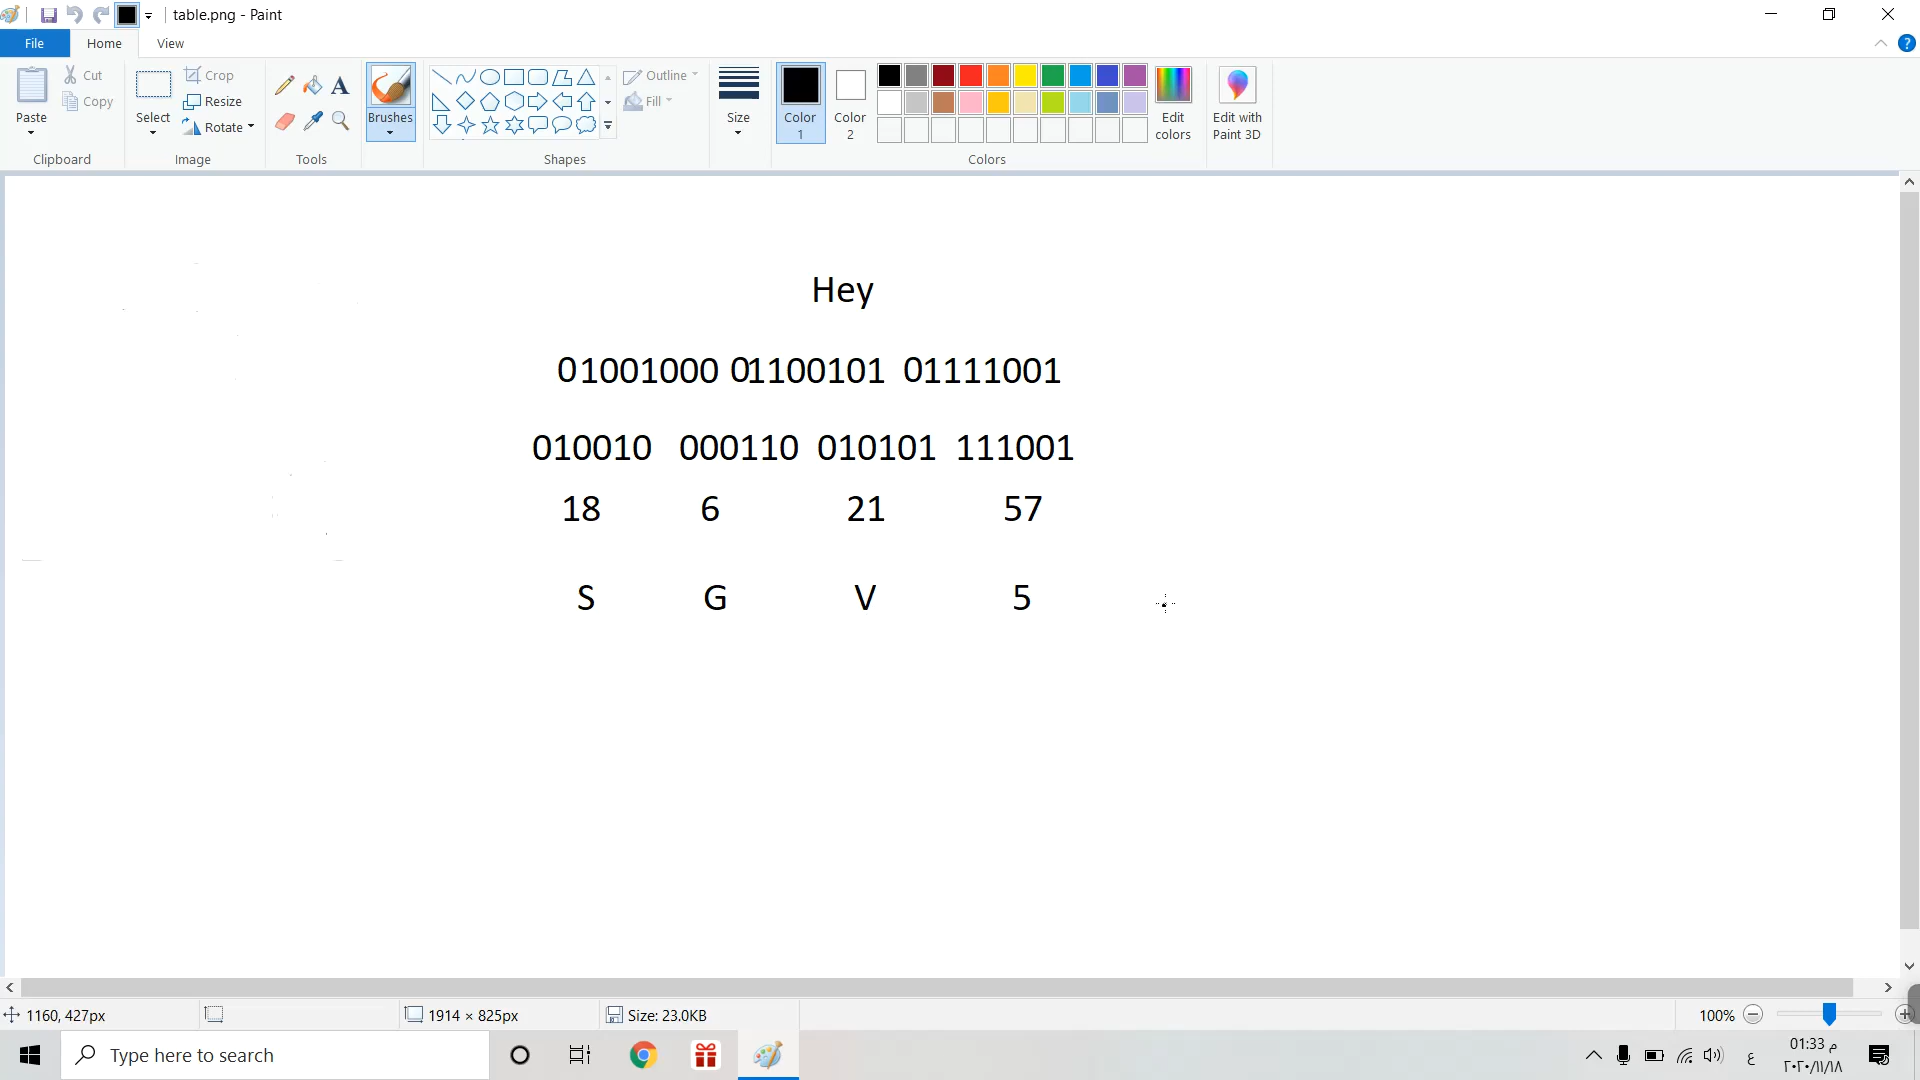 table.png - Paint
File Home View
Paste Cut Copy Clipboard
Select Crop Resize Rotate Image
Tools
Brushes
Outline Fill Shapes
Size
Color 1 Color 2 Edit colors Colors
Edit with Paint 3D
Hey
01001000 01100101 01111001
010010 000110 010101 111001
18 6 21 57
S G V 5
1160, 427px 1914 × 825px Size: 23.0KB 100%
Type here to search
ع
01:33 م
٢٠٢٠/١١/١٨